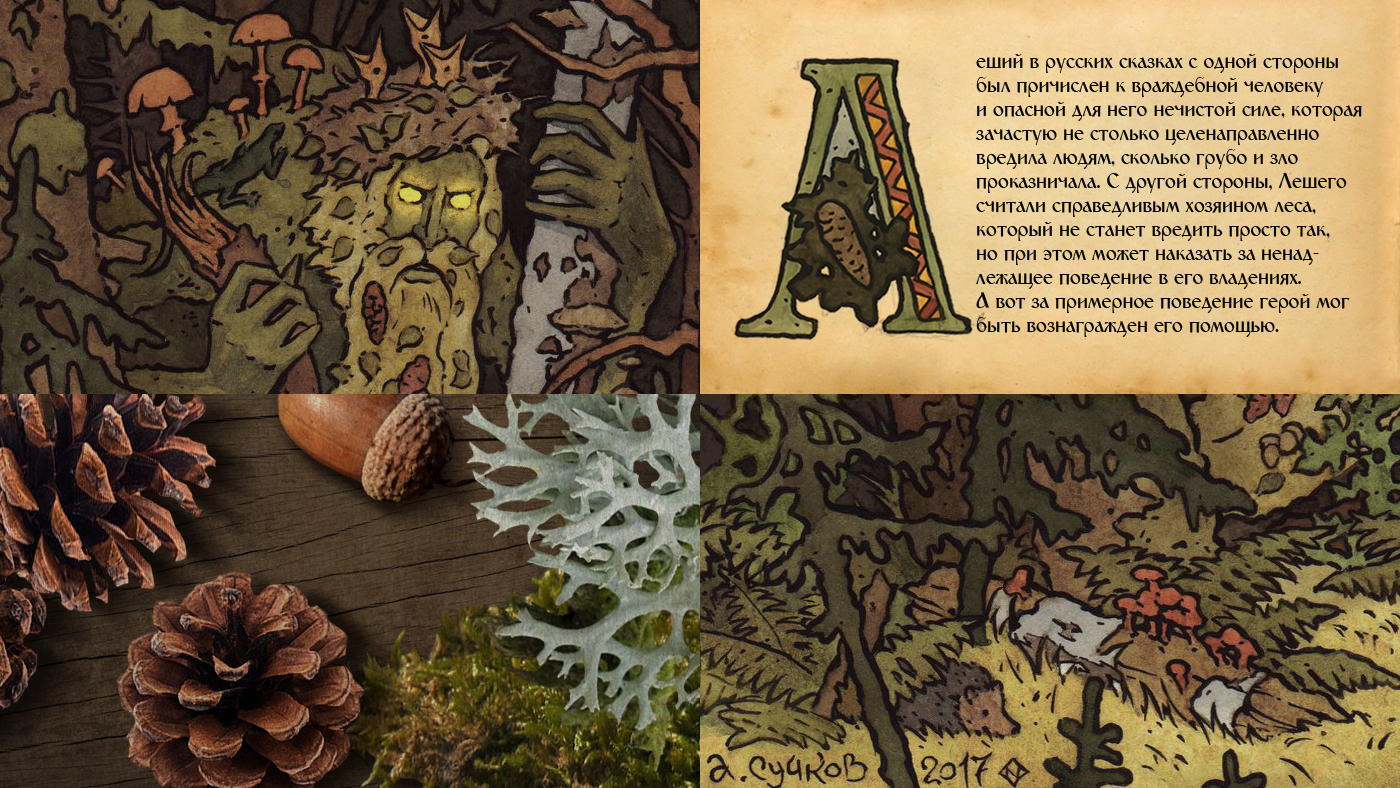 Леший в русских сказках с одной стороны
был причислен к враждебной человеку
и опасной для него нечистой силе, которая
зачастую не столько целенаправленно
вредила людям, сколько грубо и зло
проказничала. С другой стороны, Лешего
считали справедливым хозяином леса,
который не станет вредить просто так,
но при этом может наказать за ненад-
лежащее поведение в его владениях.
А вот за примерное поведение герой мог
быть вознагражден его помощью.
а.сучков 2017